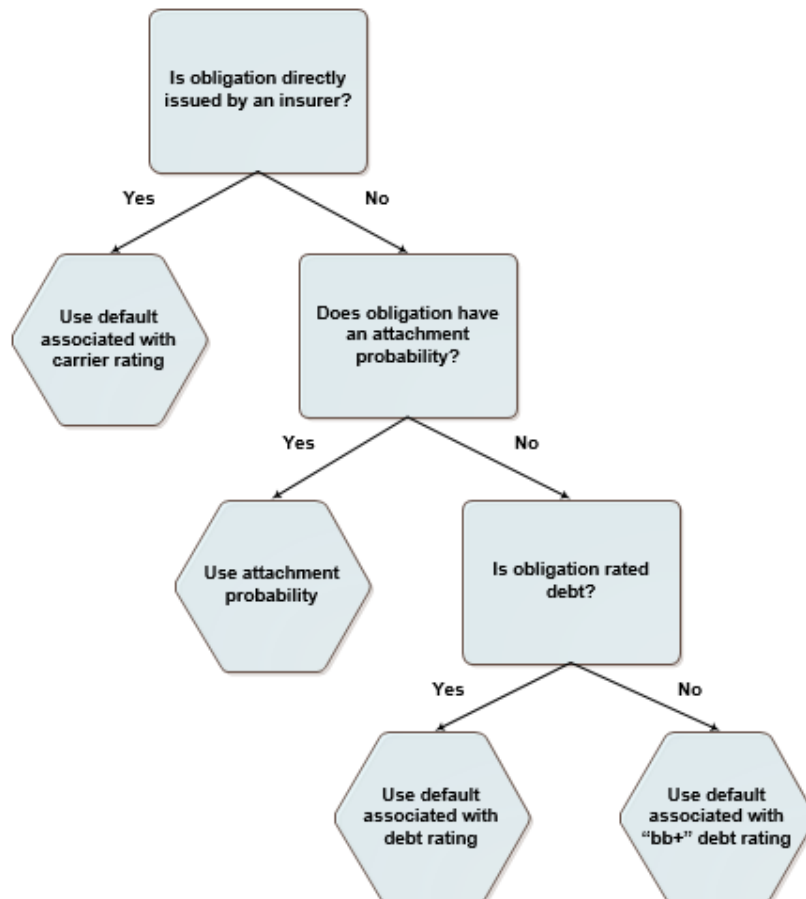 Is obligation directly
issued by an insurer?
Yes
No
Use default
associated with
carrier rating
Does obligation have
an attachment
probability?
Yes
No
Use attachment
probability
Is obligation rated
debt?
Yes
No
Use default
associated with
debt rating
Use default
associated with
“bb+” debt rating